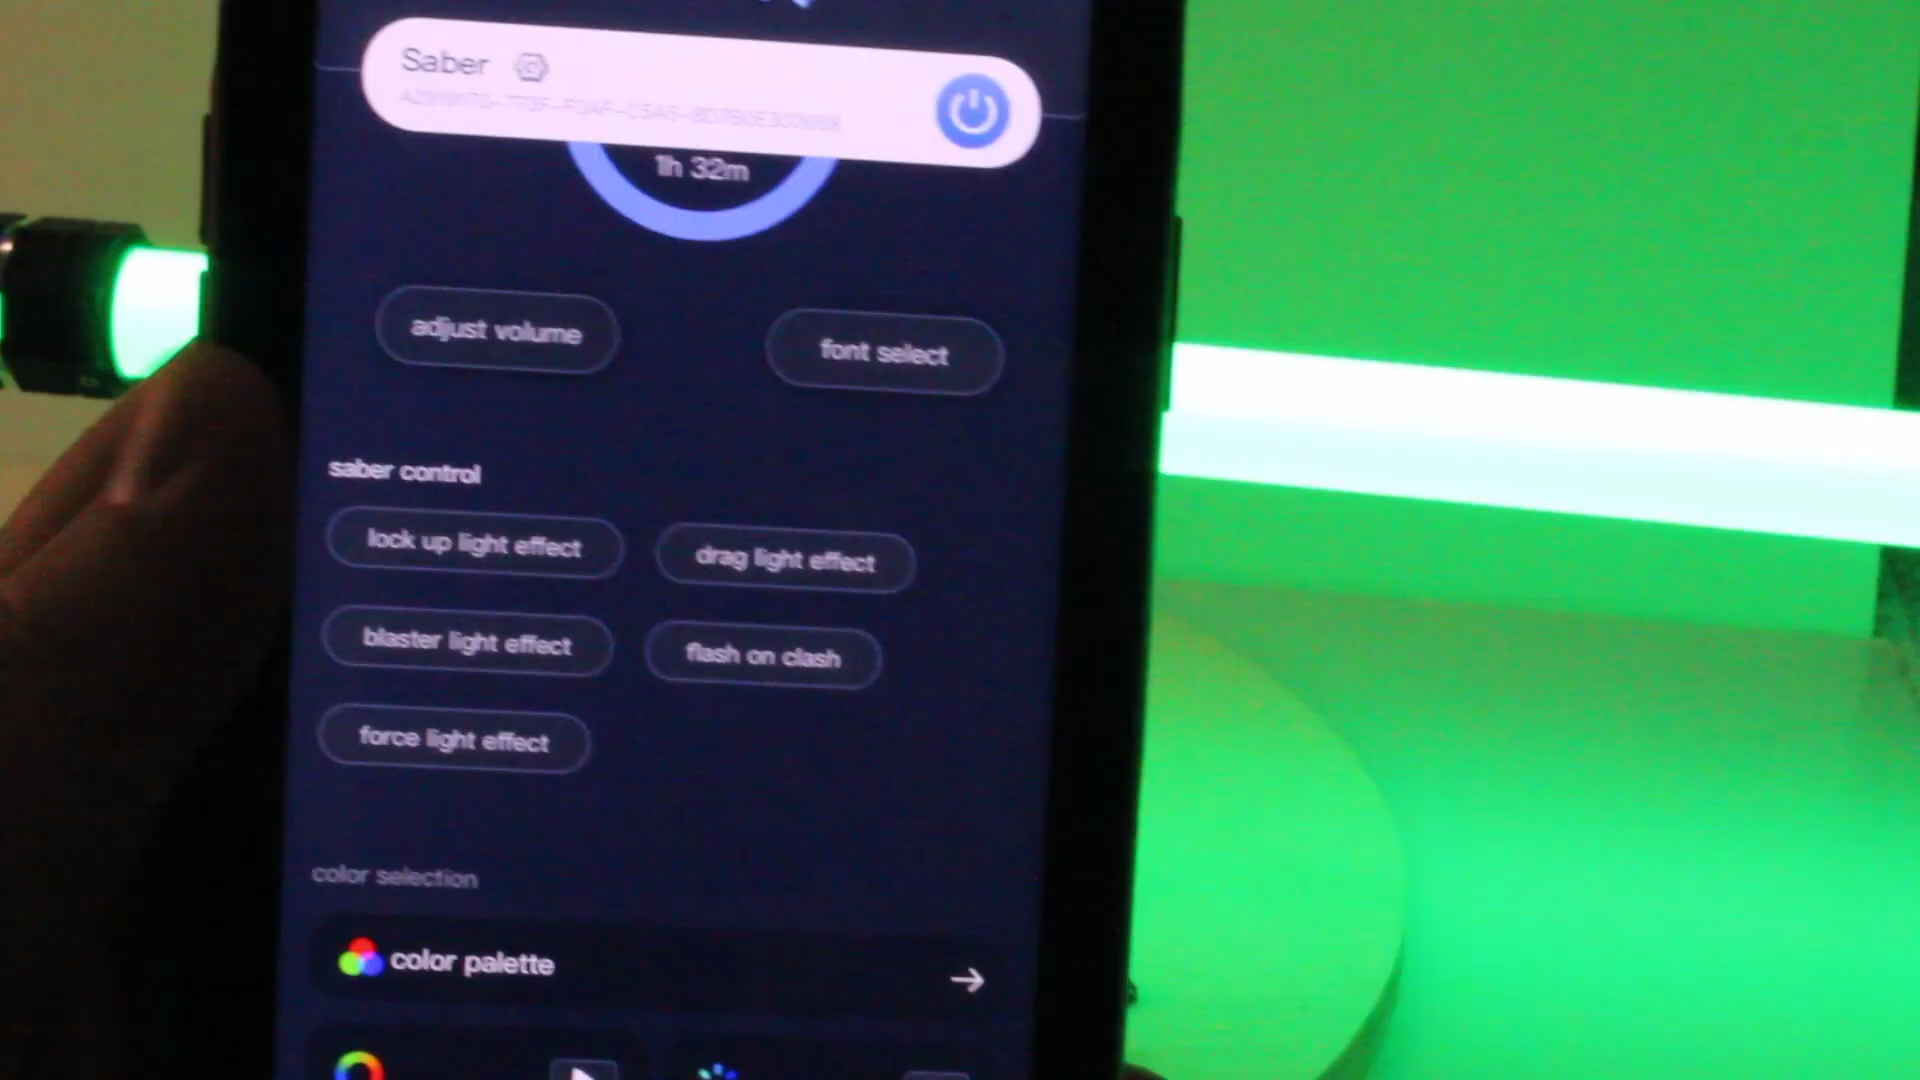 Saber
1h 32m
adjust volume
font select
saber control
lock up light effect
drag light effect
blaster light effect
flash on clash
force light effect
color selection
color palette